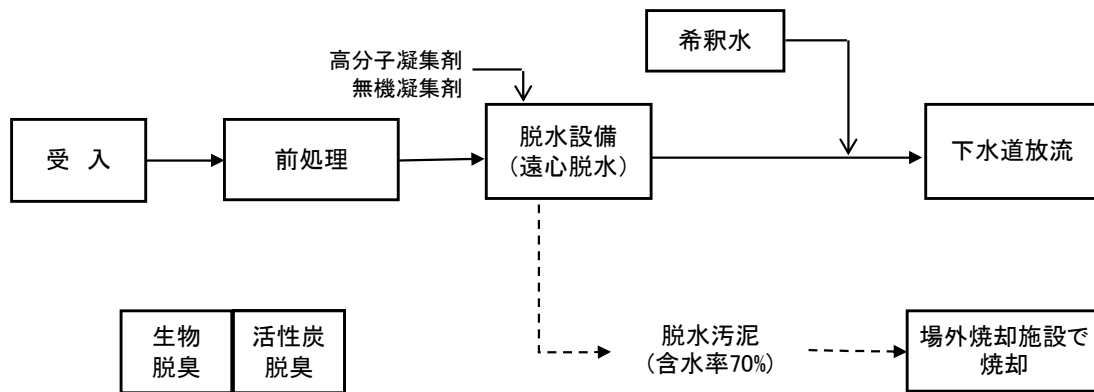 希釈水
高分子凝集剤
無機凝集剤
受　入
前処理
脱水設備
（遠心脱水）
下水道放流
生物
脱臭
活性炭
脱臭
脱水汚泥
（含水率70%）
場外焼却施設で
焼却